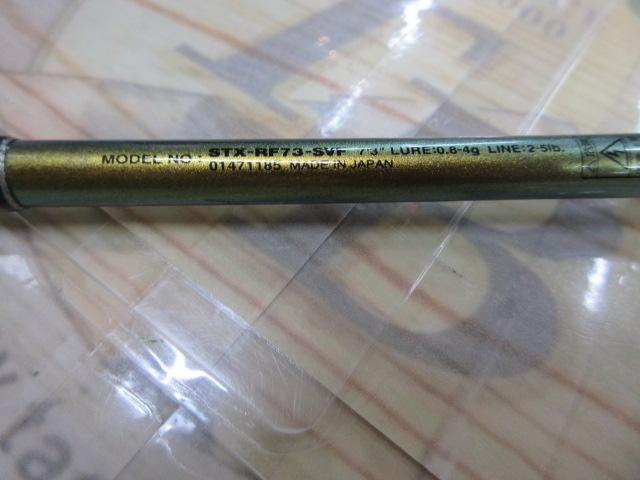 MODEL NO : STX-RF73-SVF 7'3" LURE:0.8-4g LINE:2-5lb
01471185 MADE IN JAPAN